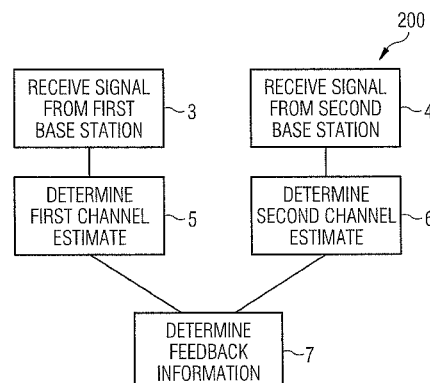 200
RECEIVE SIGNAL
FROM FIRST
BASE STATION
3
RECEIVE SIGNAL
FROM SECOND
BASE STATION
4
DETERMINE
FIRST CHANNEL
ESTIMATE
5
DETERMINE
SECOND CHANNEL
ESTIMATE
6
DETERMINE
FEEDBACK
INFORMATION
7